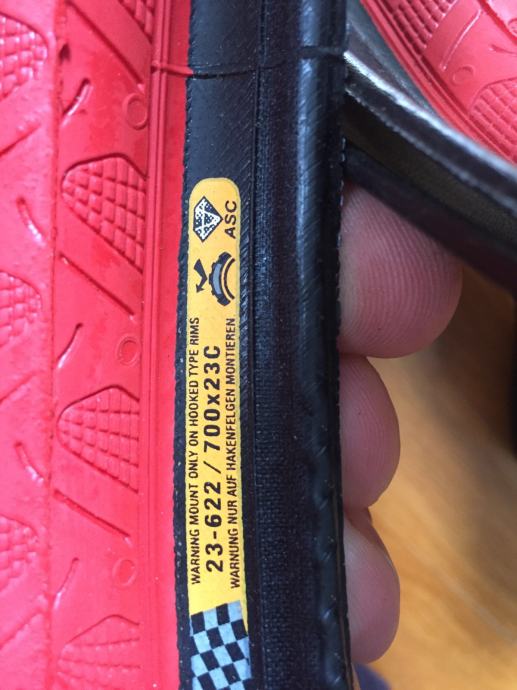 WARNING MOUNT ONLY ON HOOKED TYPE RIMS
23-622 / 700x23C
WARNUNG NUR AUF HAKENFELGEN MONTIEREN
ASC